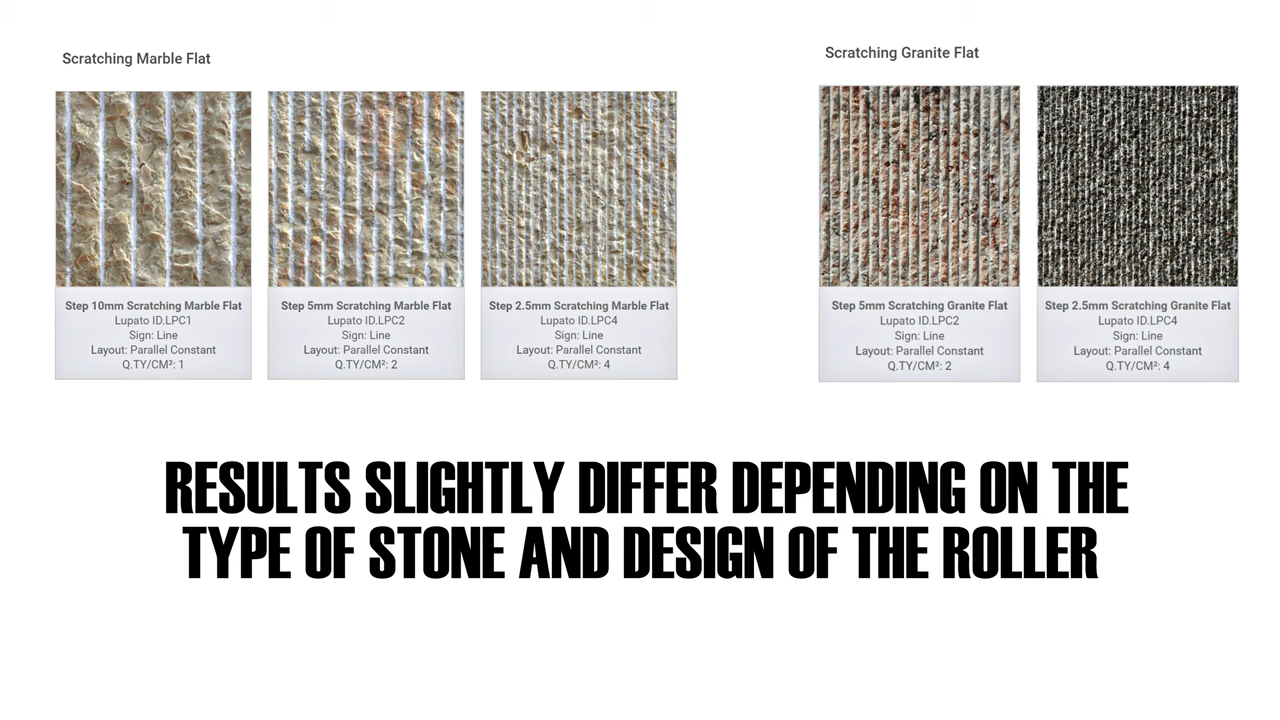 Scratching Marble Flat
Step 10mm Scratching Marble Flat
Lupato ID.LPC1
Sign: Line
Layout: Parallel Constant
Q.TY/CM²: 1
Step 5mm Scratching Marble Flat
Lupato ID.LPC2
Sign: Line
Layout: Parallel Constant
Q.TY/CM²: 2
Step 2.5mm Scratching Marble Flat
Lupato ID.LPC4
Sign: Line
Layout: Parallel Constant
Q.TY/CM²: 4
Scratching Granite Flat
Step 5mm Scratching Granite Flat
Lupato ID.LPC2
Sign: Line
Layout: Parallel Constant
Q.TY/CM²: 2
Step 2.5mm Scratching Granite Flat
Lupato ID.LPC4
Sign: Line
Layout: Parallel Constant
Q.TY/CM²: 4
RESULTS SLIGHTLY DIFFER DEPENDING ON THE
TYPE OF STONE AND DESIGN OF THE ROLLER